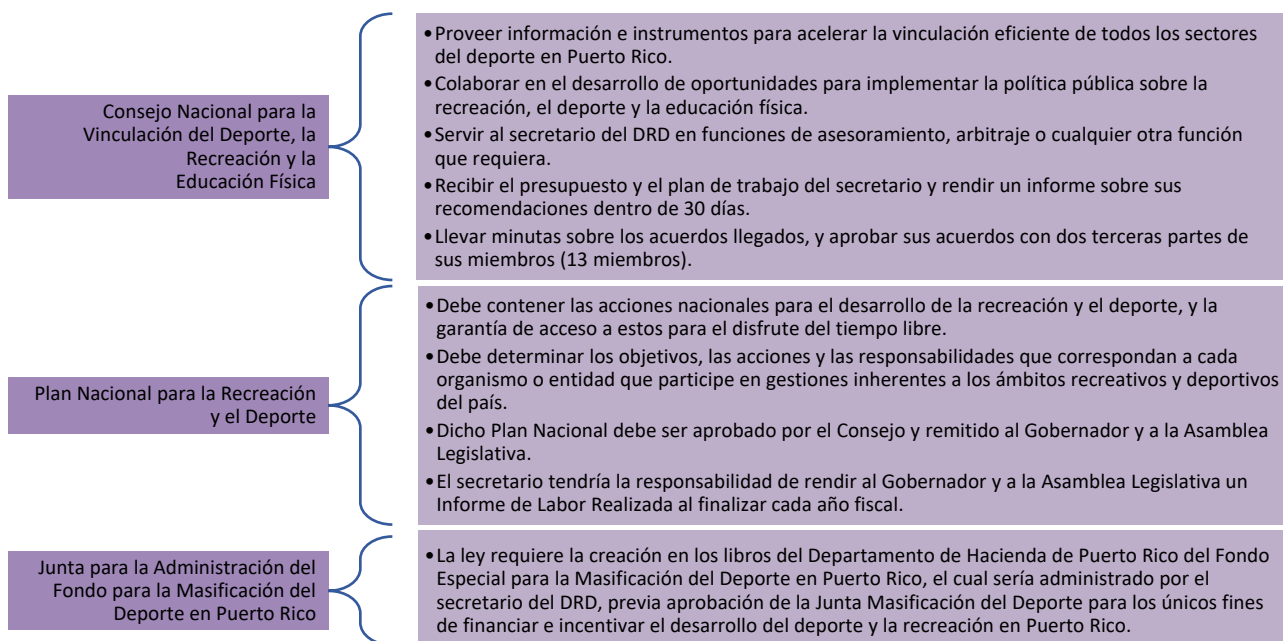 Consejo Nacional para la
Vinculación del Deporte, la
Recreación y la
Educación Física
•Proveer información e instrumentos para acelerar la vinculación eficiente de todos los sectores
del deporte en Puerto Rico.
•Colaborar en el desarrollo de oportunidades para implementar la política pública sobre la
recreación, el deporte y la educación física.
•Servir al secretario del DRD en funciones de asesoramiento, arbitraje o cualquier otra función
que requiera.
•Recibir el presupuesto y el plan de trabajo del secretario y rendir un informe sobre sus
recomendaciones dentro de 30 días.
•Llevar minutas sobre los acuerdos llegados, y aprobar sus acuerdos con dos terceras partes de
sus miembros (13 miembros).
Plan Nacional para la Recreación
y el Deporte
•Debe contener las acciones nacionales para el desarrollo de la recreación y el deporte, y la
garantía de acceso a estos para el disfrute del tiempo libre.
•Debe determinar los objetivos, las acciones y las responsabilidades que correspondan a cada
organismo o entidad que participe en gestiones inherentes a los ámbitos recreativos y deportivos
del país.
•Dicho Plan Nacional debe ser aprobado por el Consejo y remitido al Gobernador y a la Asamblea
Legislativa.
•El secretario tendría la responsabilidad de rendir al Gobernador y a la Asamblea Legislativa un
Informe de Labor Realizada al finalizar cada año fiscal.
Junta para la Administración del
Fondo para la Masificación del
Deporte en Puerto Rico
•La ley requiere la creación en los libros del Departamento de Hacienda de Puerto Rico del Fondo
Especial para la Masificación del Deporte en Puerto Rico, el cual sería administrado por el
secretario del DRD, previa aprobación de la Junta Masificación del Deporte para los únicos fines
de financiar e incentivar el desarrollo del deporte y la recreación en Puerto Rico.